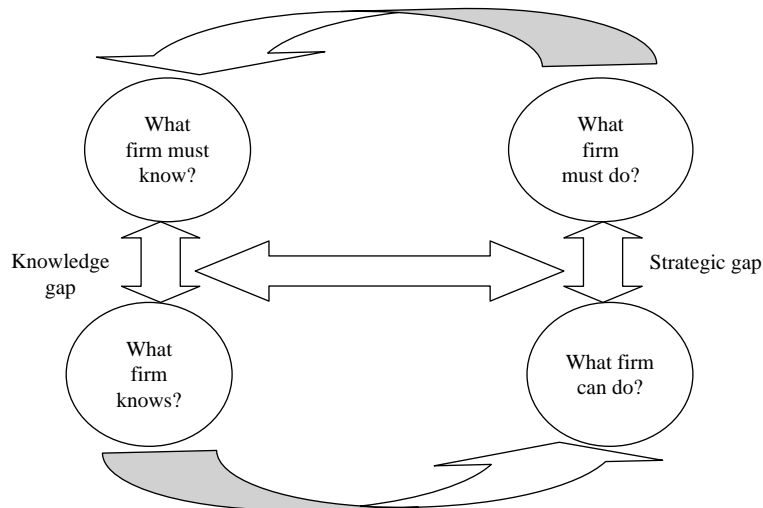 What
firm must
know?
What
firm
must do?
Knowledge
gap
Strategic gap
What
firm
knows?
What firm
can do?